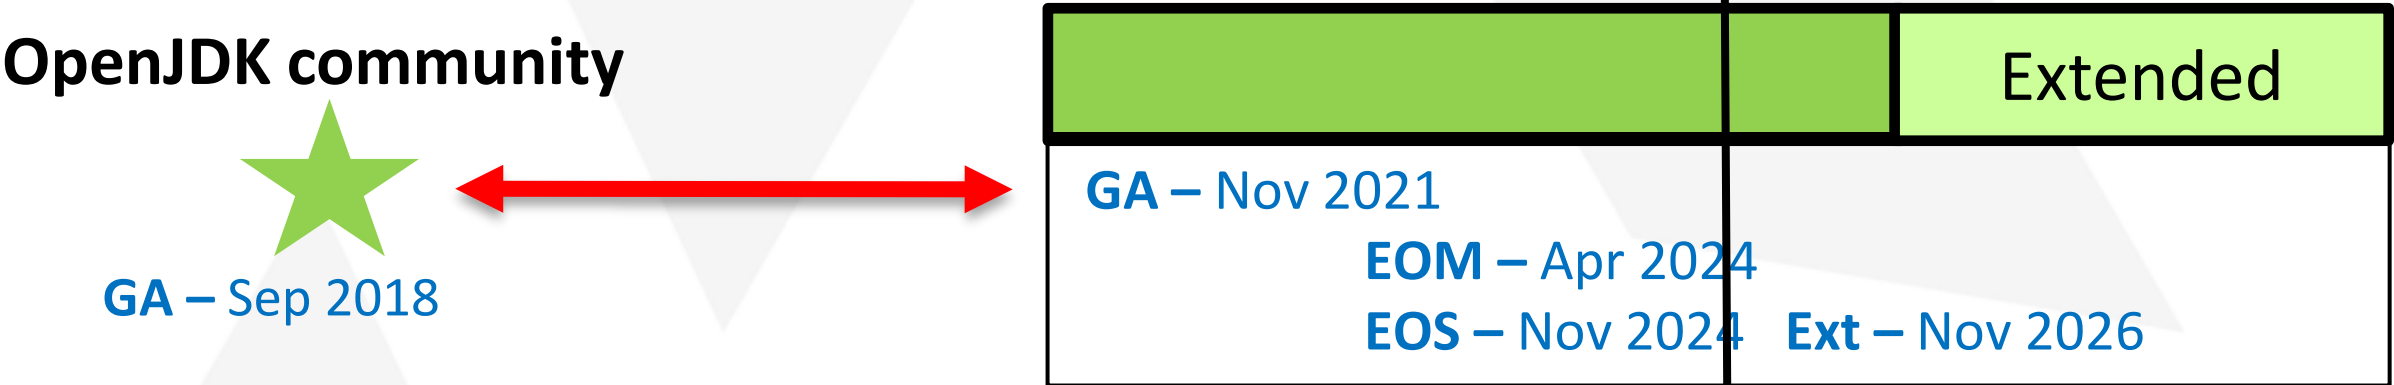 OpenJDK community
Extended
GA – Sep 2018
GA – Nov 2021
EOM – Apr 2024
EOS – Nov 2024
Ext – Nov 2026